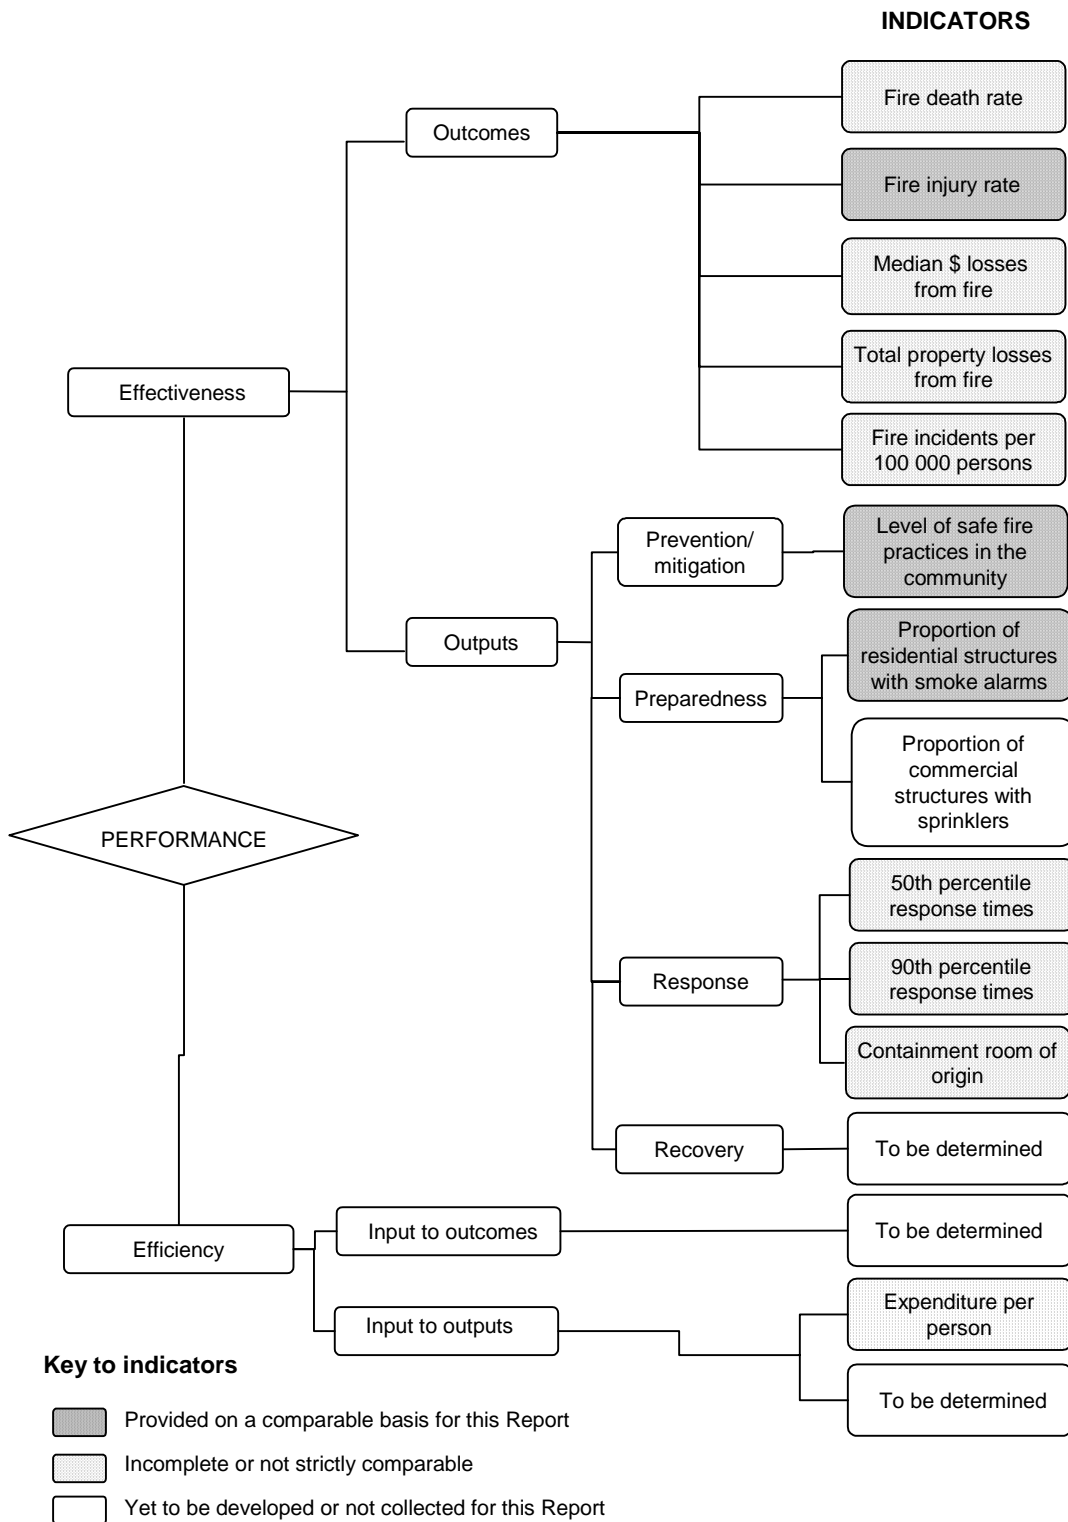 INDICATORS
Fire death rate
Outcomes
Fire injury rate
Median $ losses
from fire
Total property losses
from fire
Effectiveness
Fire incidents per
100 000 persons
Level of safe fire
practices in the
community
Prevention/
mitigation
Outputs
Proportion of
residential structures
with smoke alarms
Preparedness
Proportion of
commercial
structures with
sprinklers
PERFORMANCE
50th percentile
response times
Response
90th percentile
response times
Containment room of
origin
Recovery
To be determined
Efficiency
Input to outcomes
To be determined
Input to outputs
Expenditure per
person
To be determined
Key to indicators
Provided on a comparable basis for this Report
Incomplete or not strictly comparable
Yet to be developed or not collected for this Report